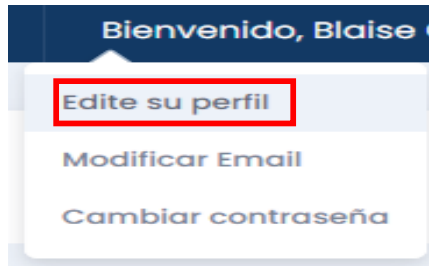 Bienvenido, Blaise
Edite su perfil
Modificar Email
Cambiar contraseña